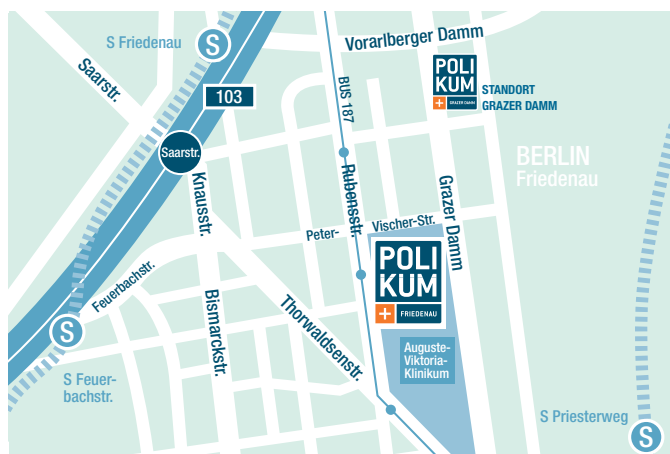 S Friedenau
S
Saarstr.
103
Saarstr.
Knausstr.
Vorarlberger Damm
BUS 187
POLI
KUM
GRAZER DAMM
STANDORT
GRAZER DAMM
BERLIN
Friedenau
Rubensstr.
Grazer Damm
Peter-
Vischer-Str.
POLI
KUM
FRIEDENAU
Auguste-
Viktoria-
Klinikum
Feuerbachstr.
Bismarckstr.
Thorwaldsenstr.
S
S Feuer-
bachstr.
S Priesterweg
S